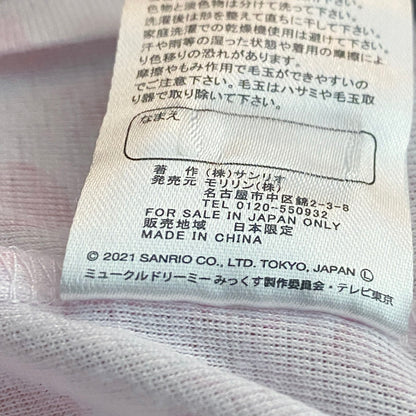 色物と淡色物は分けて洗って下さい。
洗濯後は形を整えて直ちに干して下さい。
家庭洗濯での乾燥機使用は避けて下さい。
汗や雨等の湿った状態や着用の摩擦により色移りの恐れがあります。
摩擦やもみ作用で毛玉ができやすいのでご注意下さい。毛玉はハサミや毛玉取り器で取り除いて下さい。
なまえ
著作 (株)サンリオ
発売元 モリリン(株)
名古屋市中区錦2-3-8
TEL 0120-550932
FOR SALE IN JAPAN ONLY
販売地域 日本限定
MADE IN CHINA
© 2021 SANRIO CO., LTD. TOKYO, JAPAN Ⓛ
ミュークルドリーミー みっくす製作委員会・テレビ東京